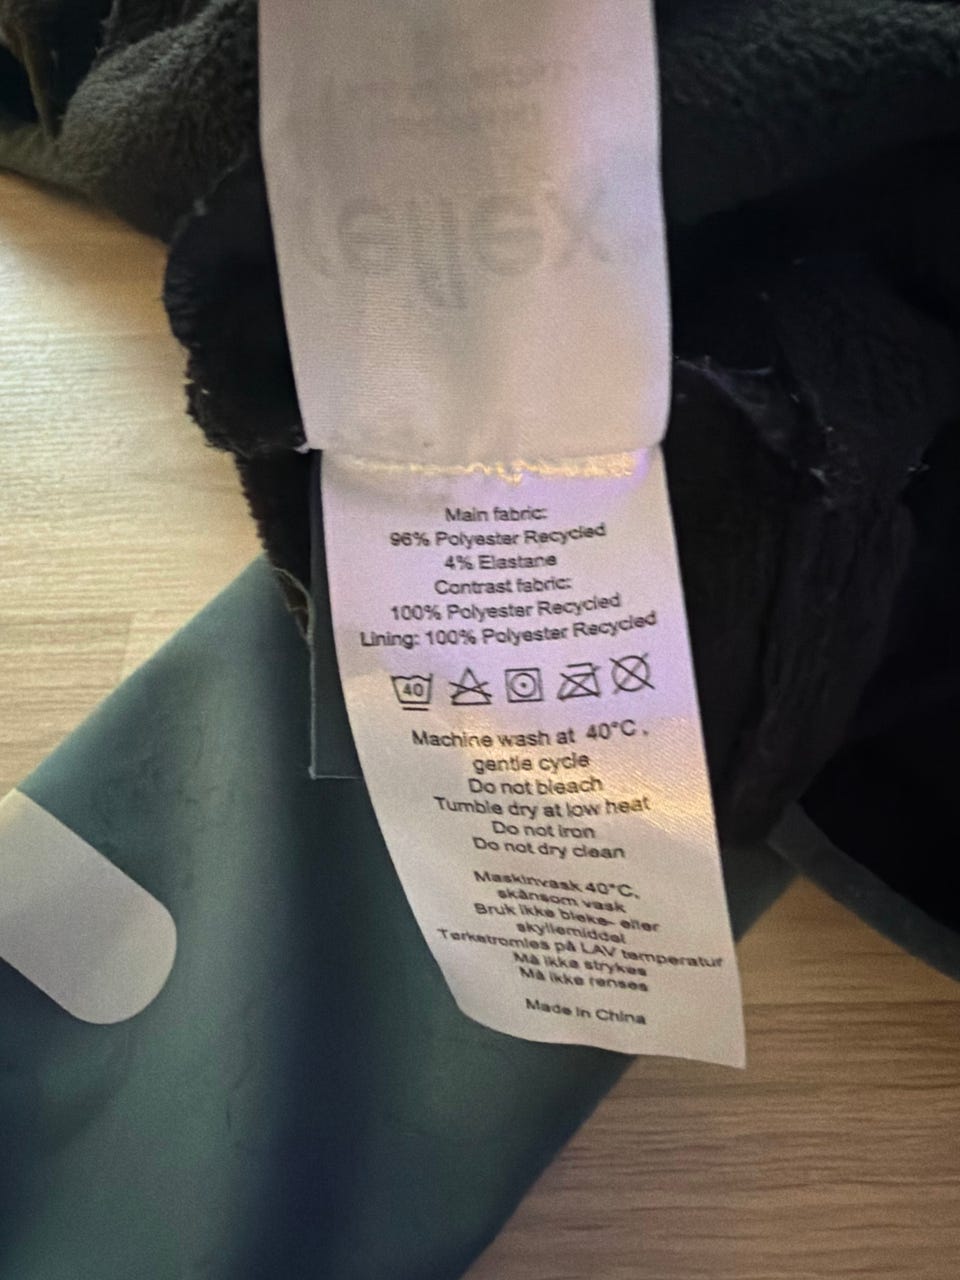 Main fabric:
96% Polyester Recycled
4% Elastane
Contrast fabric:
100% Polyester Recycled
Lining: 100% Polyester Recycled
40
Machine wash at 40°C,
gentle cycle
Do not bleach
Tumble dry at low heat
Do not iron
Do not dry clean
Maskinvask 40°C,
skånsom vask
Bruk ikke bleke- eller
skyllemiddel
Tørketromles på LAV temperatur
Må ikke strykes
Må ikke renses
Made in China